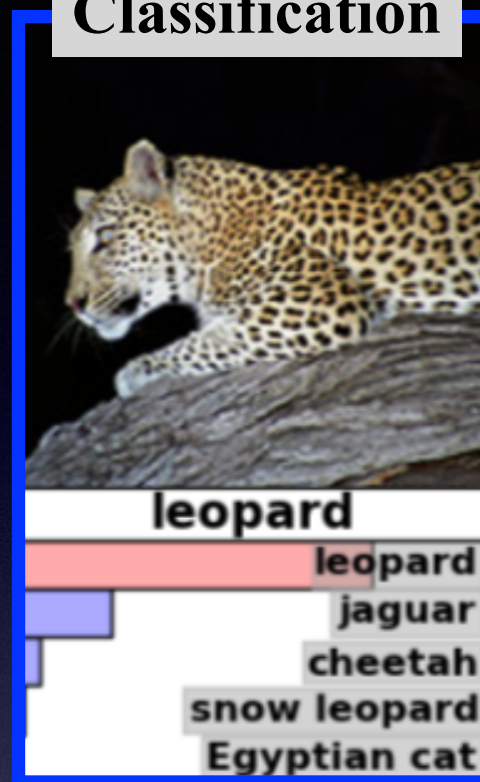 Classification
leopard
leopard
jaguar
cheetah
snow leopard
Egyptian cat